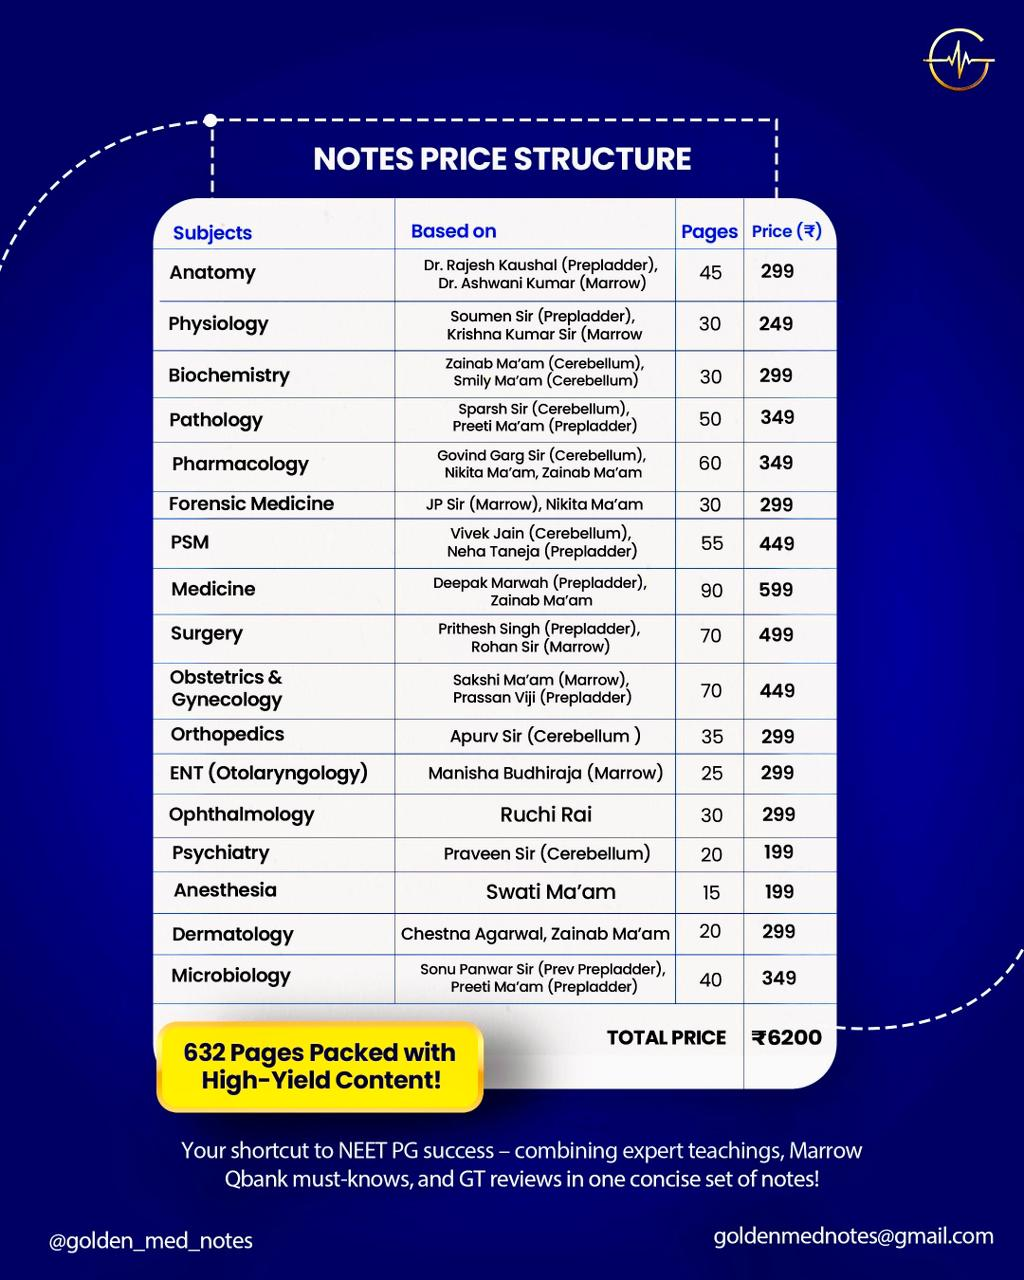 NOTES PRICE STRUCTURE
Subjects Based on Pages Price (₹)
Anatomy Dr. Rajesh Kaushal (Prepladder), 45 299
Dr. Ashwani Kumar (Marrow)
Physiology Soumen Sir (Prepladder), 30 249
Krishna Kumar Sir (Marrow
Biochemistry Zainab Ma'am (Cerebellum), 30 299
Smily Ma'am (Cerebellum)
Pathology Sparsh Sir (Cerebellum), 50 349
Preeti Ma'am (Prepladder)
Pharmacology Govind Garg Sir (Cerebellum), 60 349
Nikita Ma'am, Zainab Ma'am
Forensic Medicine JP Sir (Marrow), Nikita Ma'am 30 299
PSM Vivek Jain (Cerebellum), 55 449
Neha Taneja (Prepladder)
Medicine Deepak Marwah (Prepladder), 90 599
Zainab Ma'am
Surgery Prithesh Singh (Prepladder), 70 499
Rohan Sir (Marrow)
Obstetrics & Sakshi Ma'am (Marrow), 70 449
Gynecology Prassan Viji (Prepladder)
Orthopedics Apurv Sir (Cerebellum ) 35 299
ENT (Otolaryngology) Manisha Budhiraja (Marrow) 25 299
Ophthalmology Ruchi Rai 30 299
Psychiatry Praveen Sir (Cerebellum) 20 199
Anesthesia Swati Ma'am 15 199
Dermatology Chestna Agarwal, Zainab Ma'am 20 299
Microbiology Sonu Panwar Sir (Prev Prepladder), 40 349
Preeti Ma'am (Prepladder)
TOTAL PRICE ₹6200
632 Pages Packed with
High-Yield Content!
Your shortcut to NEET PG success – combining expert teachings, Marrow
Qbank must-knows, and GT reviews in one concise set of notes!
@golden_med_notes goldenmednotes@gmail.com